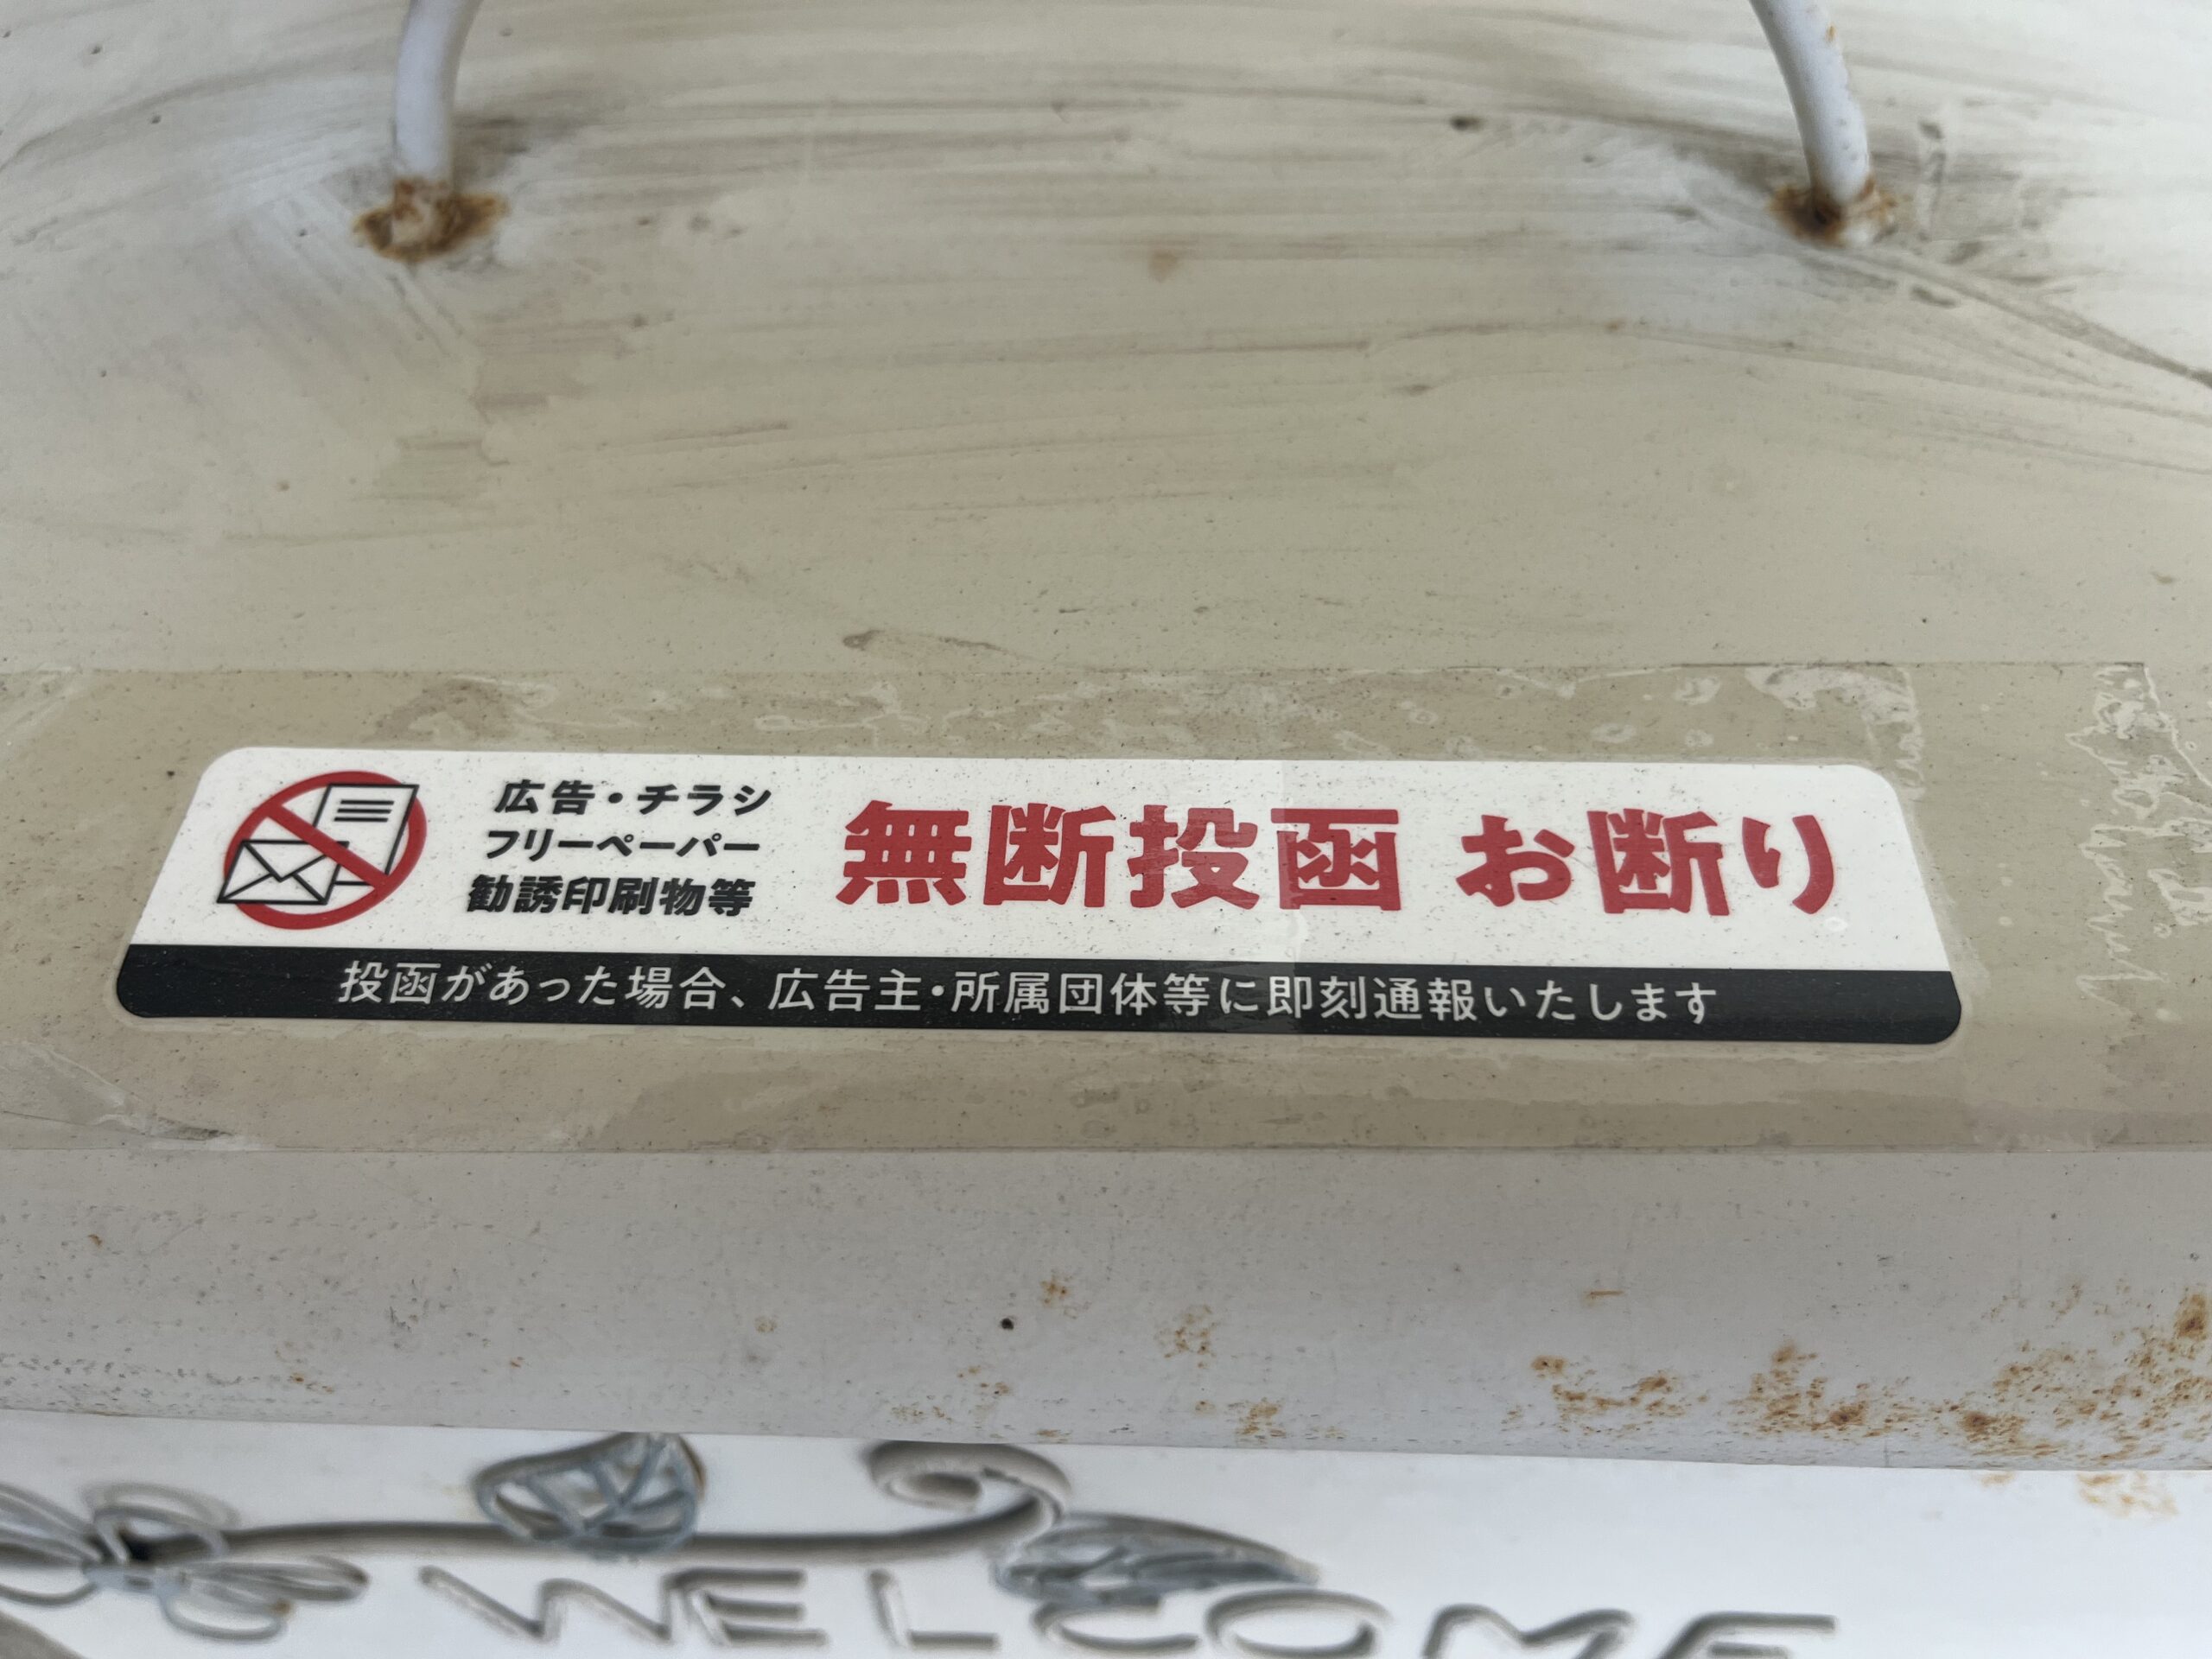 広告・チラシ
フリーペーパー
勧誘印刷物等
無断投函 お断り
投函があった場合、広告主・所属団体等に即刻通報いたします
WELCOME